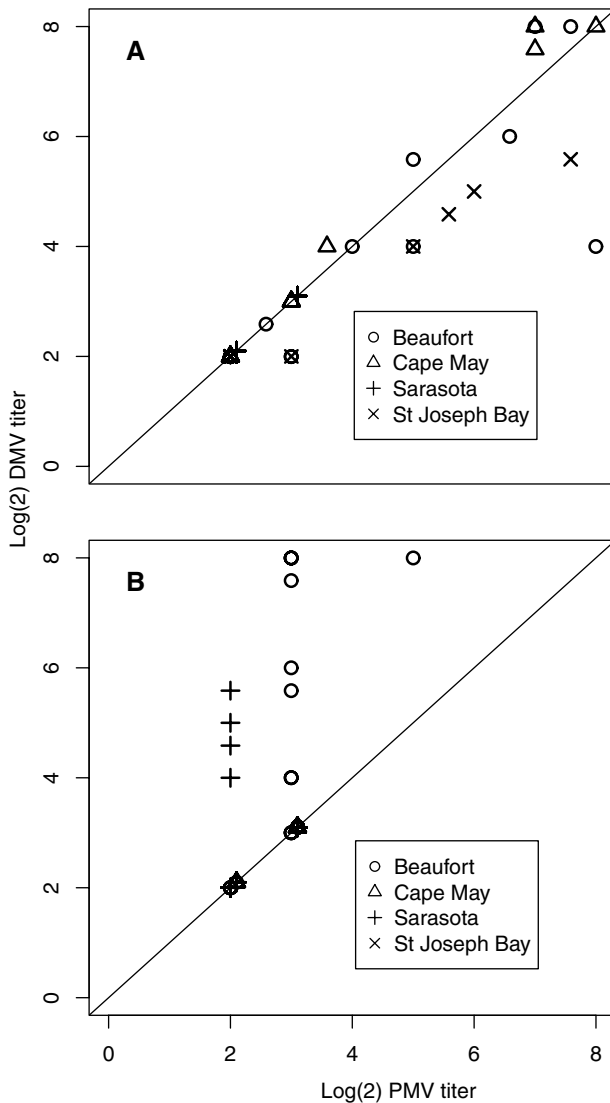 A
8
6
4
2
0
Beaufort
Cape May
Sarasota
St Joseph Bay
Log(2) DMV titer
B
8
6
4
2
0
Beaufort
Cape May
Sarasota
St Joseph Bay
0 2 4 6 8
Log(2) PMV titer